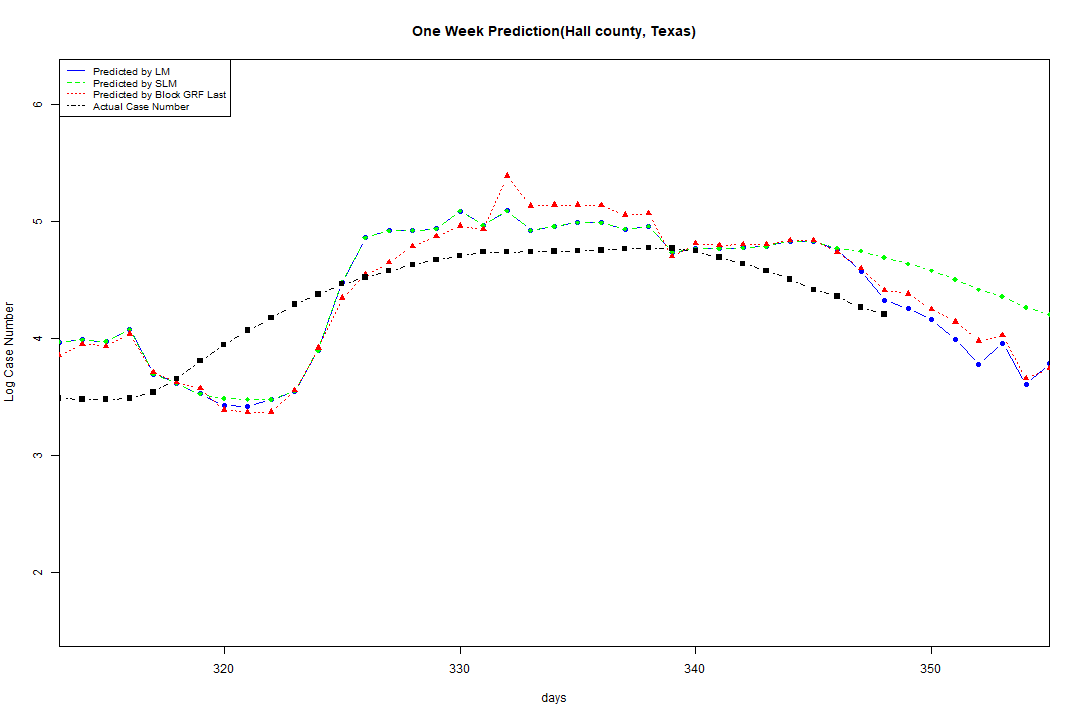 One Week Prediction(Hall county, Texas)
Predicted by LM
Predicted by SLM
Predicted by Block GRF Last
Actual Case Number
6
5
4
3
2
Log Case Number
320 330 340 350
days